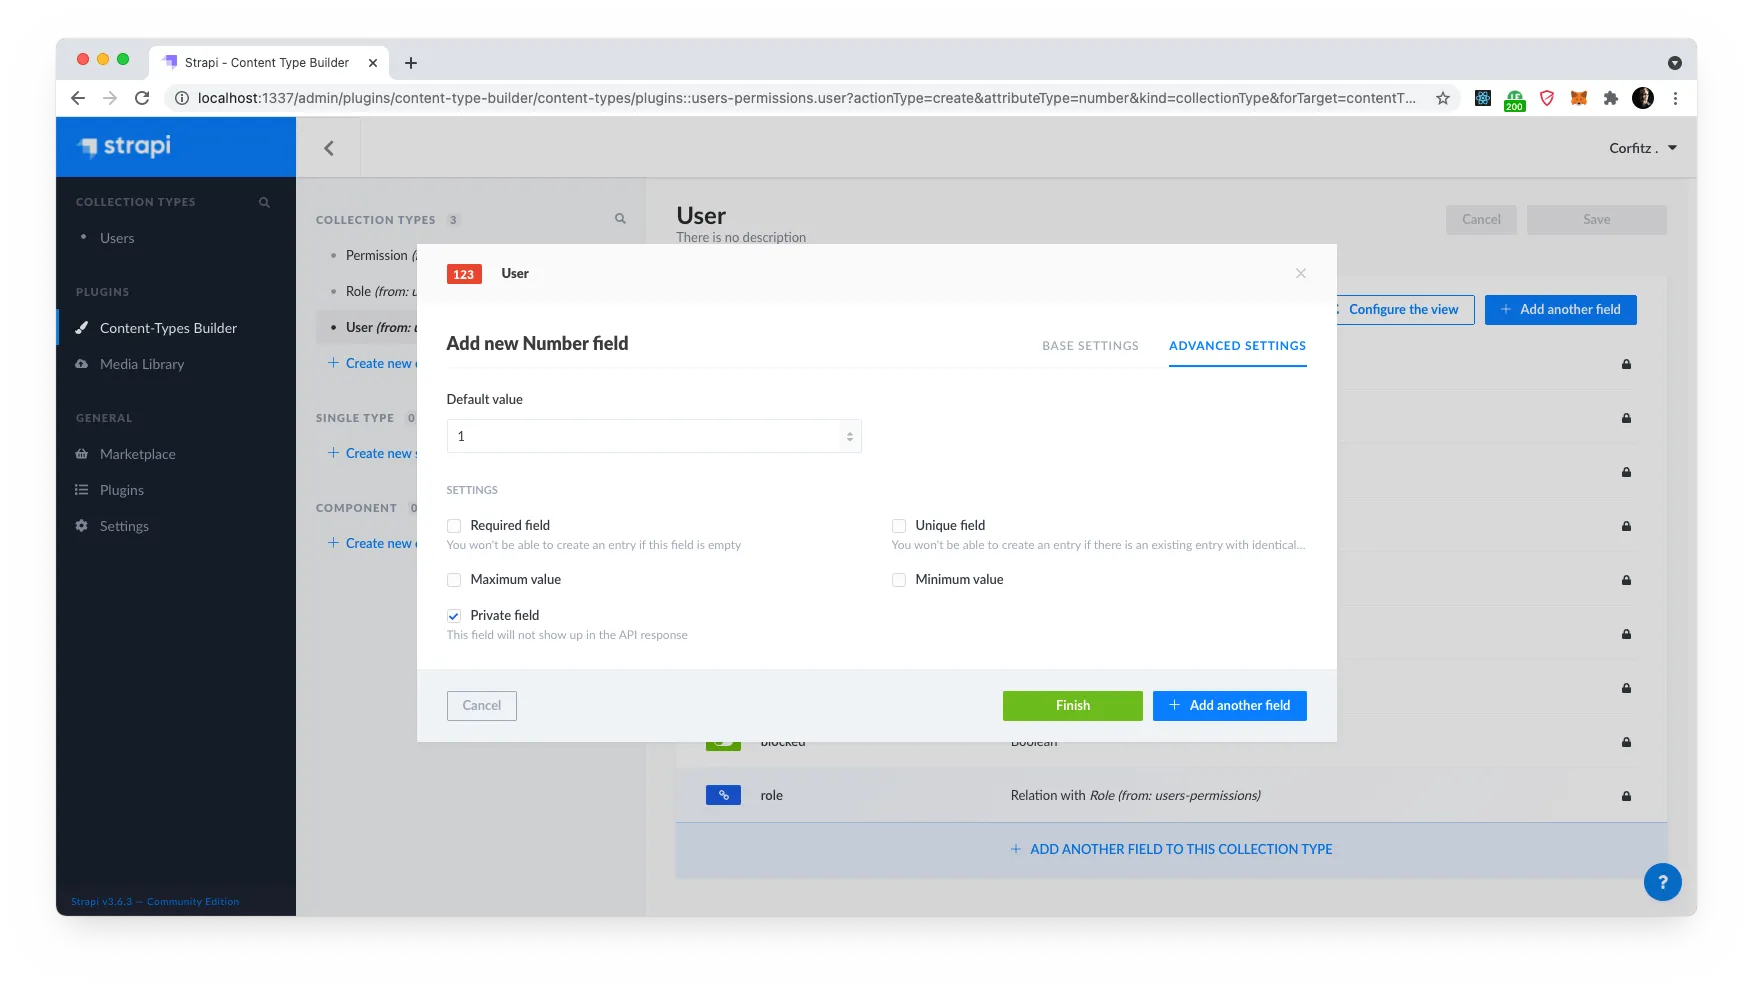 Strapi - Content Type Builder
localhost:1337/admin/plugins/content-type-builder/content-types/plugins::users-permissions.user?actionType=create&attributeType=number&kind=collectionType&forTarget=contentT...
200
strapi
Corfitz .
COLLECTION TYPES
Users
PLUGINS
Content-Types Builder
Media Library
GENERAL
Marketplace
Plugins
Settings
Strapi v3.6.3 — Community Edition
COLLECTION TYPES 3
Permission
Role (from: u
User (from: u
+ Create new
SINGLE TYPE 0
+ Create new
COMPONENT 0
+ Create new
User
There is no description
Cancel
Save
Configure the view
+ Add another field
123 User
Add new Number field
BASE SETTINGS
ADVANCED SETTINGS
Default value
1
SETTINGS
Required field
You won't be able to create an entry if this field is empty
Unique field
You won't be able to create an entry if there is an existing entry with identical...
Maximum value
Minimum value
Private field
This field will not show up in the API response
Cancel
Finish
+ Add another field
blocked
Boolean
role
Relation with Role (from: users-permissions)
+ ADD ANOTHER FIELD TO THIS COLLECTION TYPE
?